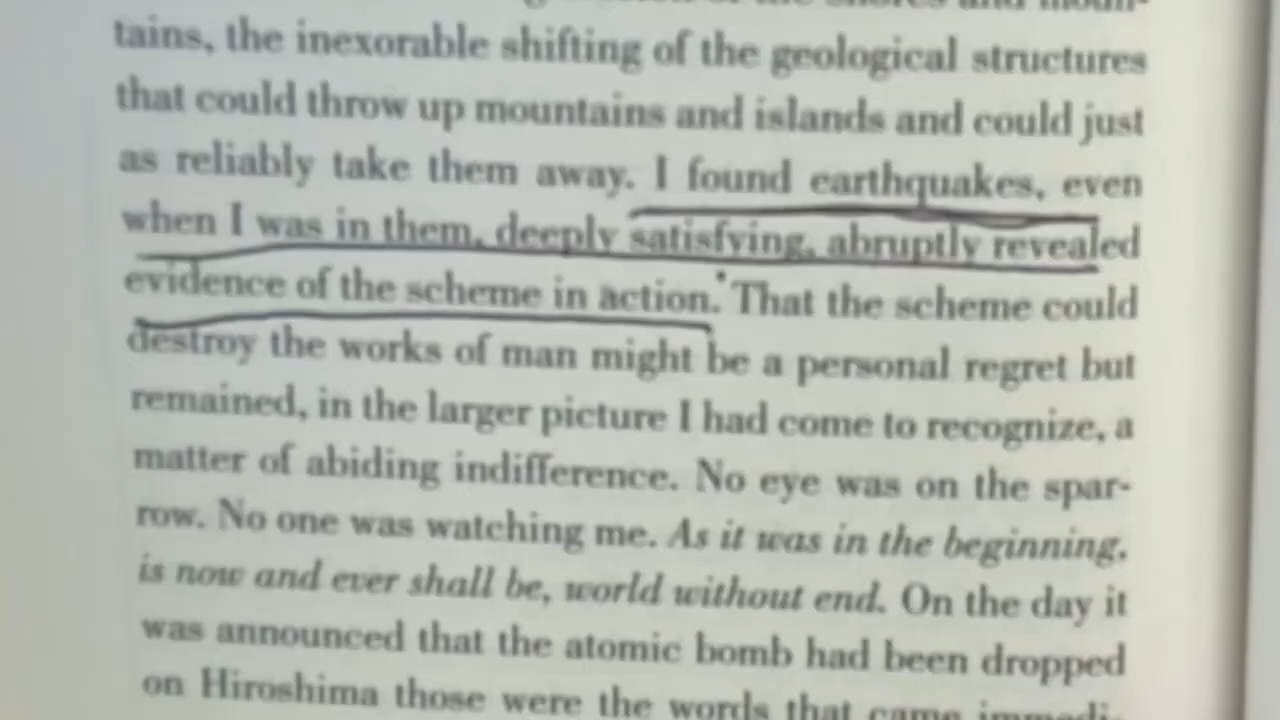 tains, the inexorable shifting of the geological structures
that could throw up mountains and islands and could just
as reliably take them away. I found earthquakes, even
when I was in them, deeply satisfying, abruptly revealed
evidence of the scheme in action. That the scheme could
destroy the works of man might be a personal regret but
remained, in the larger picture I had come to recognize, a
matter of abiding indifference. No eye was on the spar-
row. No one was watching me. As it was in the beginning,
is now and ever shall be, world without end. On the day it
was announced that the atomic bomb had been dropped
on Hiroshima those were the words that came immedi-